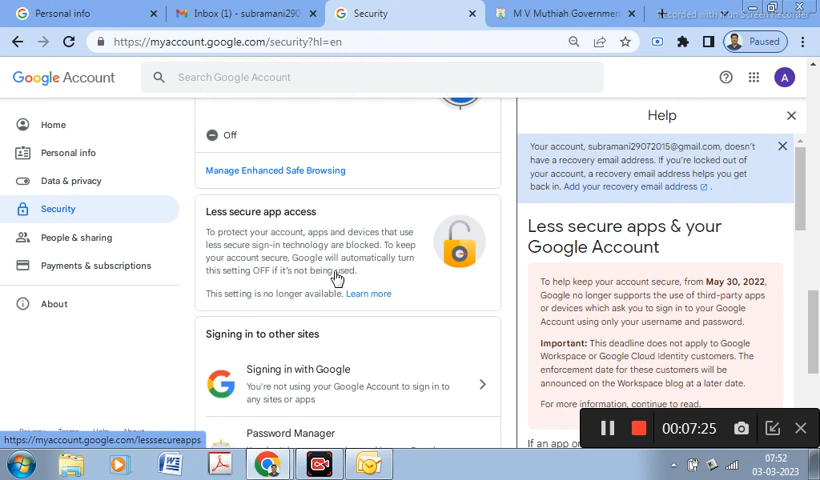 Personal info
Inbox (1) - subramani290
Security
M V Muthiah Governmen
recorded with Run Screen Recorder
https://myaccount.google.com/security?hl=en
Paused
Google Account
Search Google Account
A
Home
Personal info
Data & privacy
Security
People & sharing
Payments & subscriptions
About
Off
Manage Enhanced Safe Browsing
Less secure app access
To protect your account, apps and devices that use
less secure sign-in technology are blocked. To keep
your account secure, Google will automatically turn
this setting OFF if it's not being used.
This setting is no longer available. Learn more
Signing in to other sites
Signing in with Google
You're not using your Google Account to sign in to
any sites or apps
Password Manager
Help
Your account, subramani29072015@gmail.com, doesn't
have a recovery email address. If you're locked out of
your account, a recovery email address helps you get
back in. Add your recovery email address .
Less secure apps & your
Google Account
To help keep your account secure, from May 30, 2022,
Google no longer supports the use of third-party apps
or devices which ask you to sign in to your Google
Account using only your username and password.
Important: This deadline does not apply to Google
Workspace or Google Cloud Identity customers. The
enforcement date for these customers will be
announced on the Workspace blog at a later date.
For more information, continue to read.
If an app or
00:07:25
https://myaccount.google.com/lesssecureapps
07:52
03-03-2023